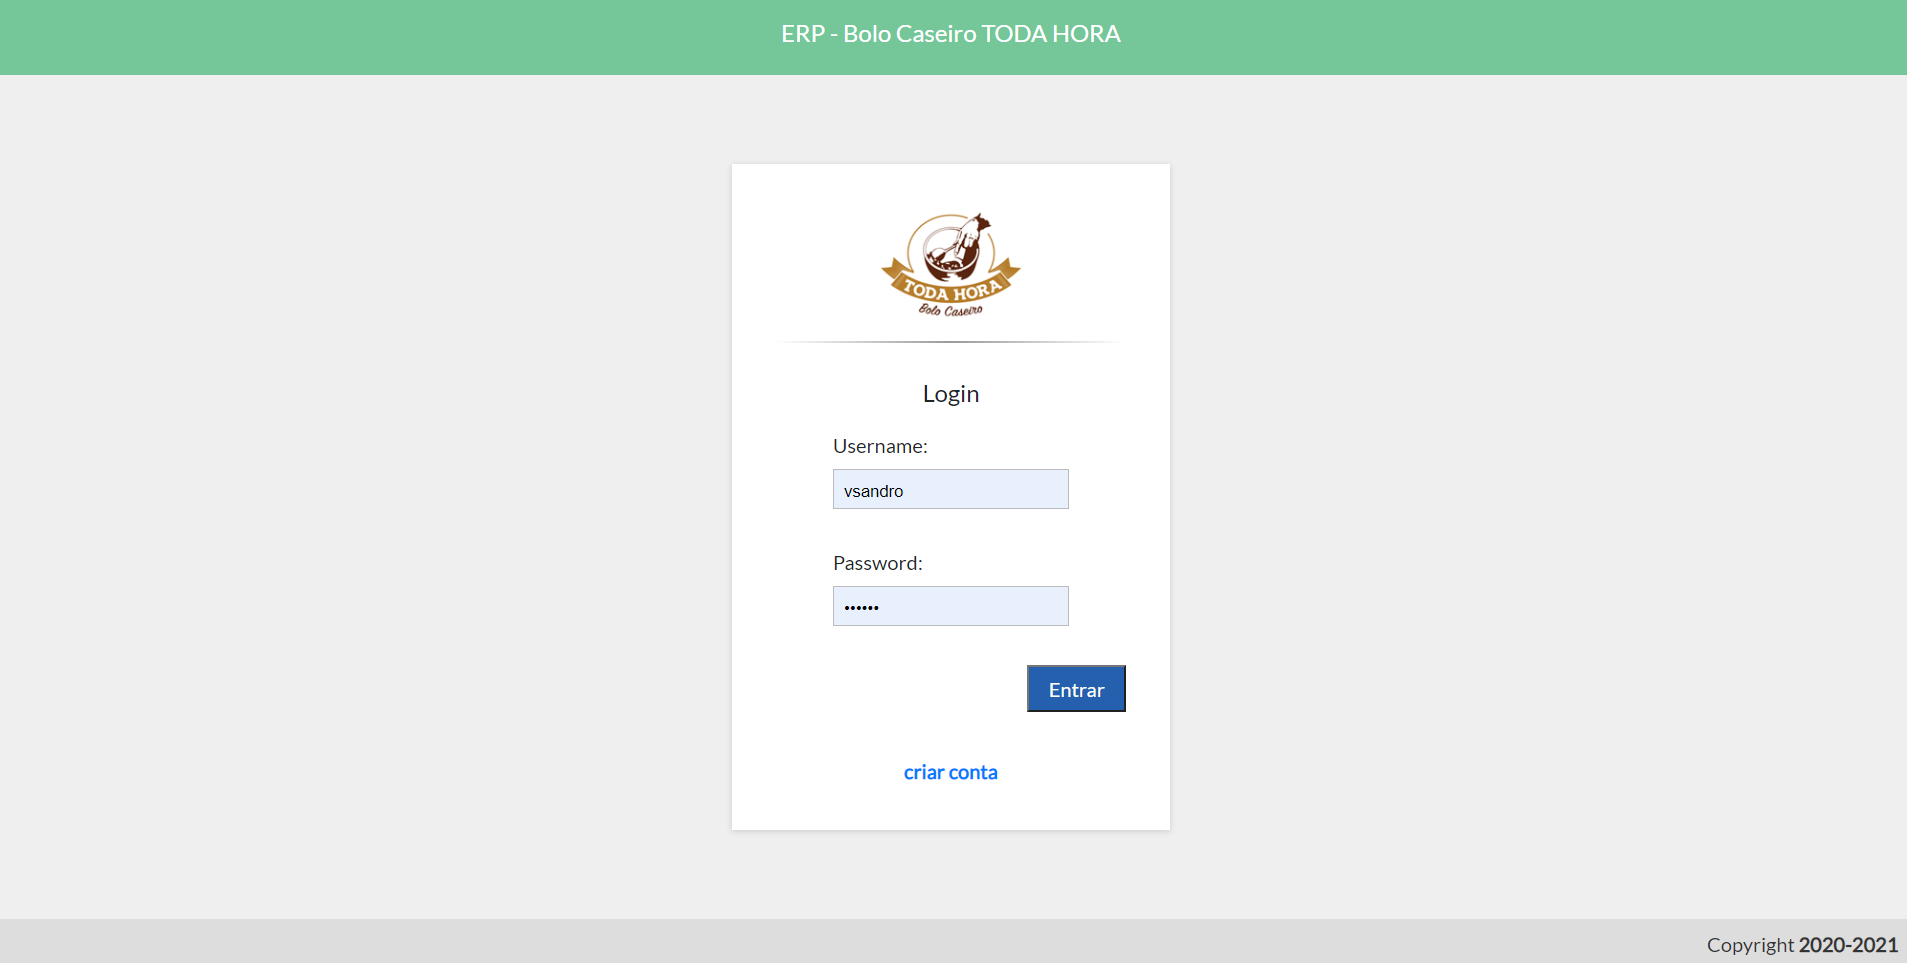 ERP - Bolo Caseiro TODA HORA
TODA HORA
Bolo Caseiro
Login
Username:
vsandro
Password:
••••••
Entrar
criar conta
Copyright 2020-2021